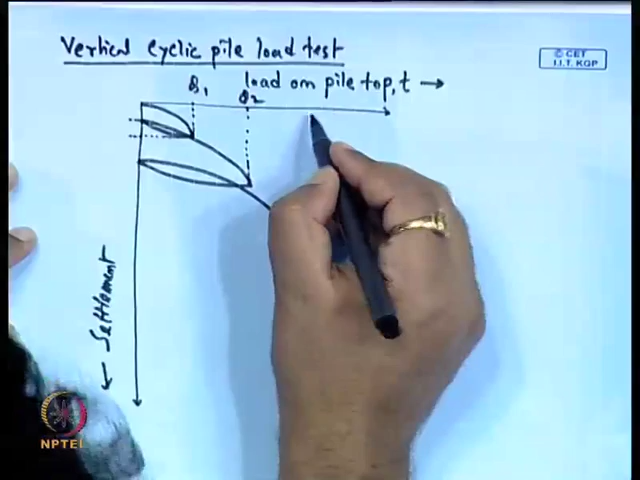 Vertical cyclic pile load test
© CET
I.I.T. KGP
load on pile top, t →
Q1
Q2
← Settlement
NPTEL